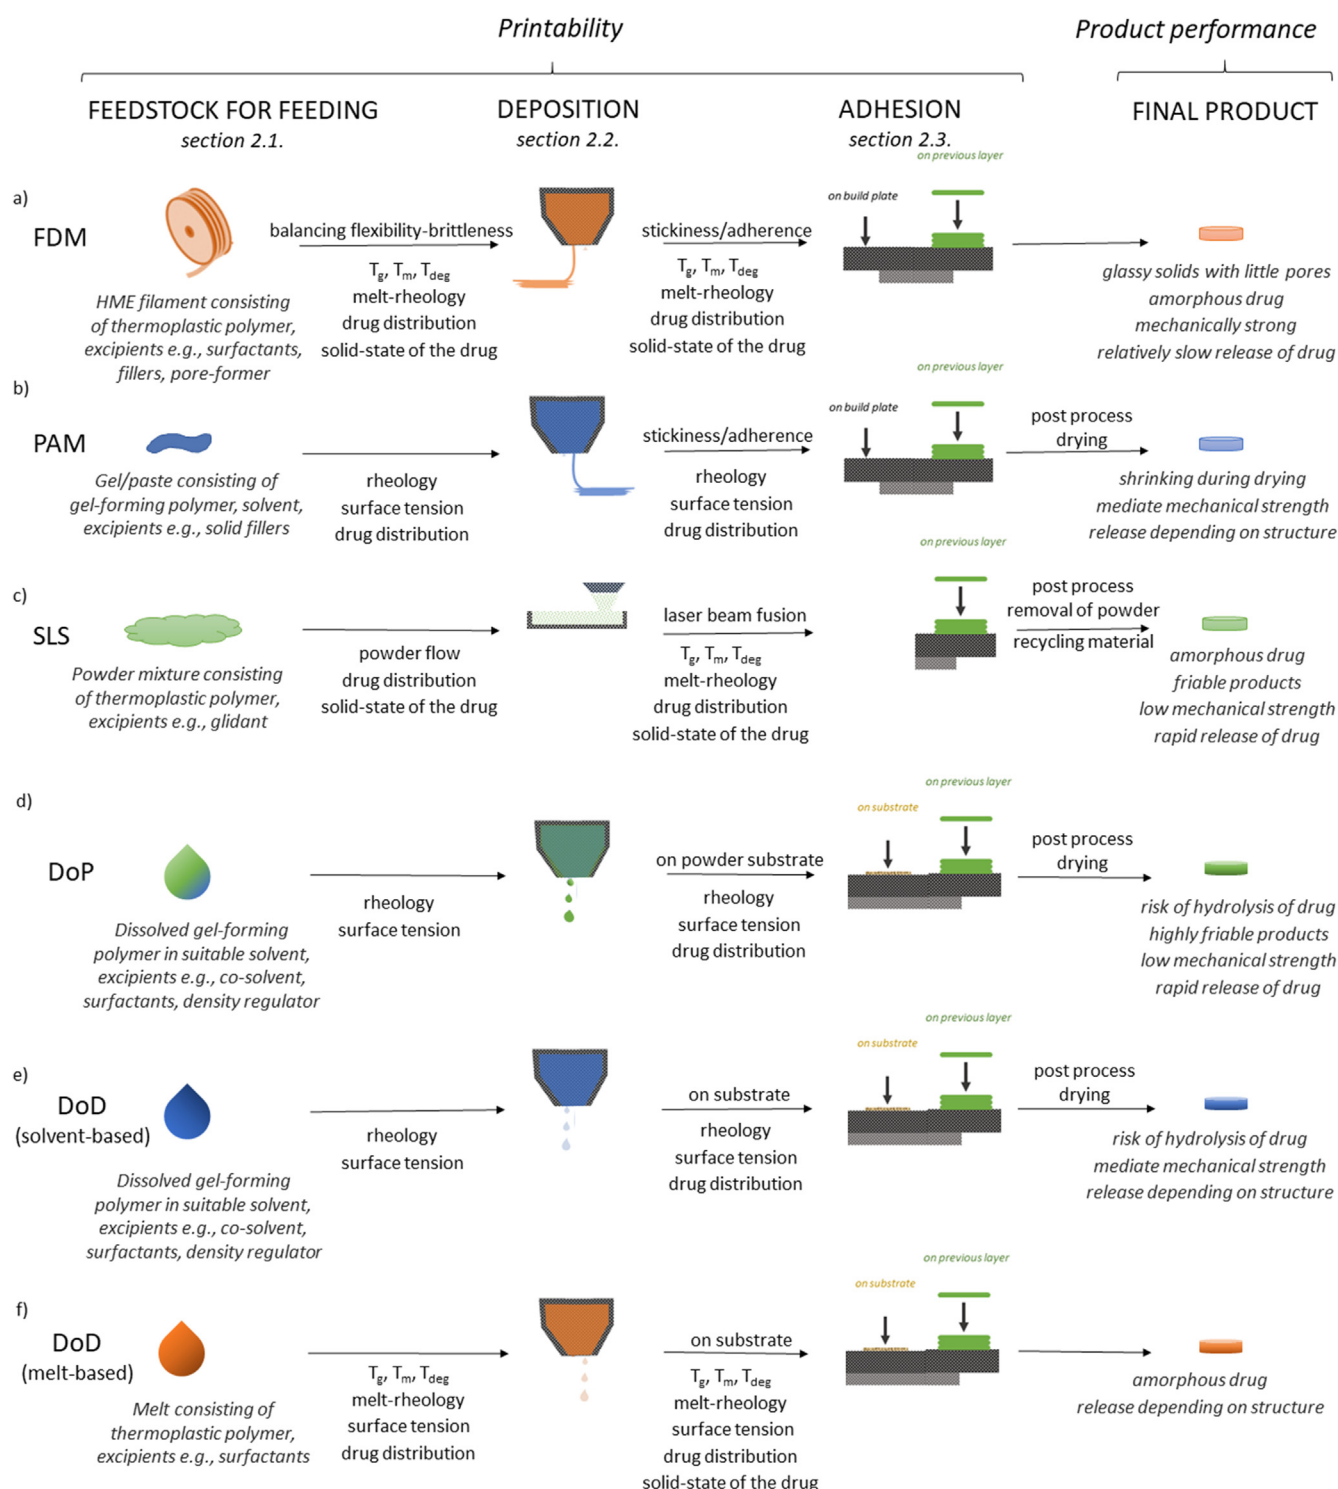 Printability
Product performance
FEEDSTOCK FOR FEEDING
section 2.1.
DEPOSITION
section 2.2.
ADHESION
section 2.3.
FINAL PRODUCT
a)
FDM
HME filament consisting
of thermoplastic polymer,
excipients e.g., surfactants,
fillers, pore-former
balancing flexibility-brittleness
Tg, Tm, Tdeg
melt-rheology
drug distribution
solid-state of the drug
stickiness/adherence
Tg, Tm, Tdeg
melt-rheology
drug distribution
solid-state of the drug
on build plate
on previous layer
glassy solids with little pores
amorphous drug
mechanically strong
relatively slow release of drug
b)
PAM
Gel/paste consisting of
gel-forming polymer, solvent,
excipients e.g., solid fillers
rheology
surface tension
drug distribution
stickiness/adherence
rheology
surface tension
drug distribution
on build plate
on previous layer
post process
drying
shrinking during drying
mediate mechanical strength
release depending on structure
c)
SLS
Powder mixture consisting
of thermoplastic polymer,
excipients e.g., glidant
powder flow
drug distribution
solid-state of the drug
laser beam fusion
Tg, Tm, Tdeg
melt-rheology
drug distribution
solid-state of the drug
on previous layer
post process
removal of powder
recycling material
amorphous drug
friable products
low mechanical strength
rapid release of drug
d)
DoP
Dissolved gel-forming
polymer in suitable solvent,
excipients e.g., co-solvent,
surfactants, density regulator
rheology
surface tension
on powder substrate
rheology
surface tension
drug distribution
on substrate
on previous layer
post process
drying
risk of hydrolysis of drug
highly friable products
low mechanical strength
rapid release of drug
e)
DoD
(solvent-based)
Dissolved gel-forming
polymer in suitable solvent,
excipients e.g., co-solvent,
surfactants, density regulator
rheology
surface tension
on substrate
rheology
surface tension
drug distribution
on substrate
on previous layer
post process
drying
risk of hydrolysis of drug
mediate mechanical strength
release depending on structure
f)
DoD
(melt-based)
Melt consisting of
thermoplastic polymer,
excipients e.g., surfactants
Tg, Tm, Tdeg
melt-rheology
surface tension
drug distribution
on substrate
Tg, Tm, Tdeg
melt-rheology
surface tension
drug distribution
solid-state of the drug
on substrate
on previous layer
amorphous drug
release depending on structure